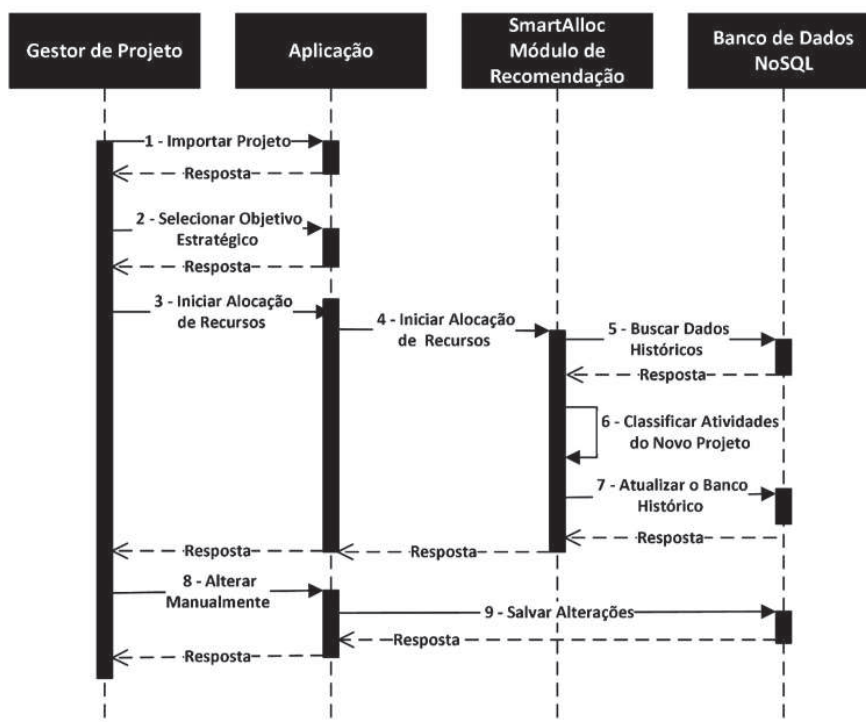 Gestor de Projeto
Aplicação
SmartAlloc
Módulo de
Recomendação
Banco de Dados
NoSQL
1 - Importar Projeto
Resposta
2 - Selecionar Objetivo
Estratégico
Resposta
3 - Iniciar Alocação
de Recursos
4 - Iniciar Alocação
de Recursos
5 - Buscar Dados
Históricos
Resposta
6 - Classificar Atividades
do Novo Projeto
7 - Atualizar o Banco
Histórico
Resposta
Resposta
Resposta
8 - Alterar
Manualmente
9 - Salvar Alterações
Resposta
Resposta